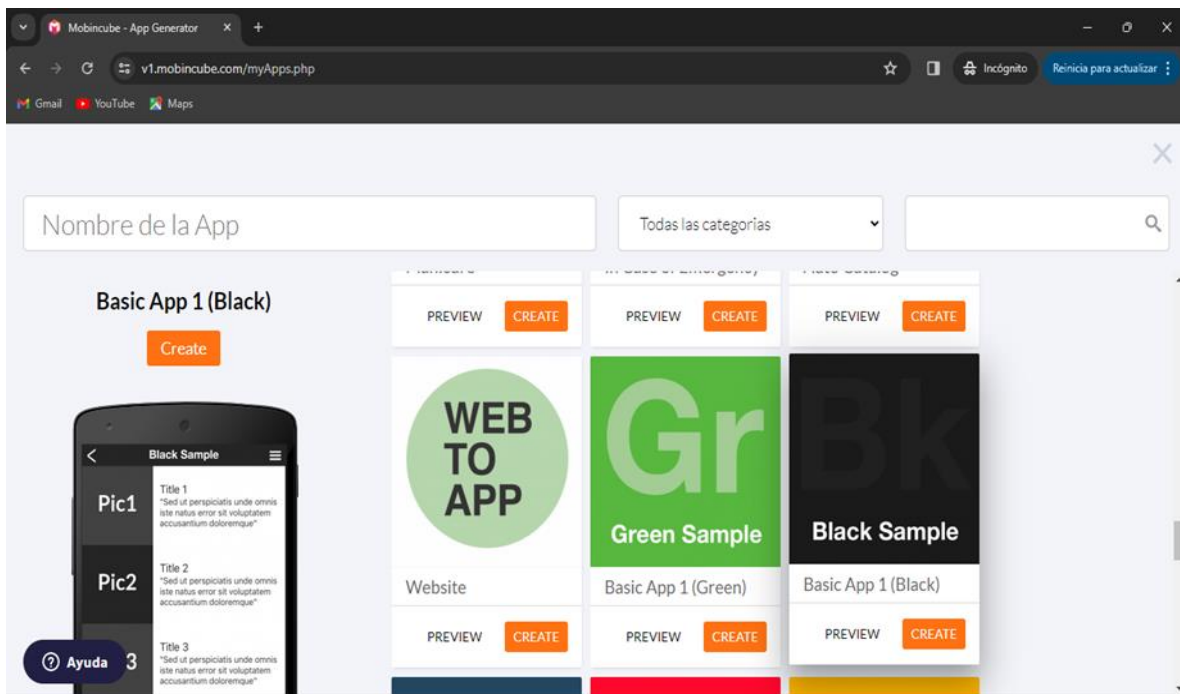 Mobincube - App Generator
v1.mobincube.com/myApps.php
Incógnito
Reinicia para actualizar
Gmail
YouTube
Maps
Nombre de la App
Todas las categorias
Basic App 1 (Black)
Create
Black Sample
Pic1
Title 1
"Sed ut perspiciatis unde omnis
iste natus error sit voluptatem
accusantium doloremque"
Pic2
Title 2
"Sed ut perspiciatis unde omnis
iste natus error sit voluptatem
accusantium doloremque"
3
Title 3
"Sed ut perspiciatis unde omnis
iste natus error sit voluptatem
accusantium doloremque"
Ayuda
PREVIEW CREATE
PREVIEW CREATE
PREVIEW CREATE
WEB
TO
APP
Website
PREVIEW CREATE
Gr
Green Sample
Basic App 1 (Green)
PREVIEW CREATE
Bk
Black Sample
Basic App 1 (Black)
PREVIEW CREATE